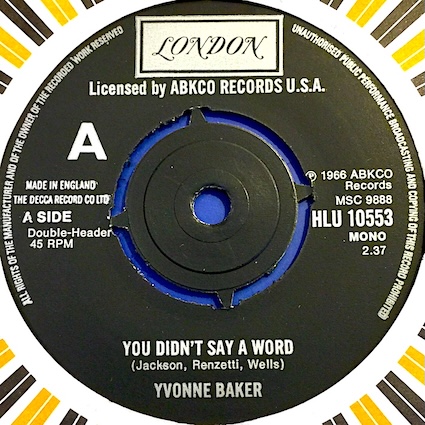 LONDON
Licensed by ABKCO RECORDS U.S.A.
ALL RIGHTS OF THE MANUFACTURER AND OF THE OWNER OF THE RECORDED WORK RESERVED
UNAUTHORISED PUBLIC PERFORMANCE BROADCASTING AND COPYING OF THIS RECORD PROHIBITED
A
MADE IN ENGLAND
THE DECCA RECORD CO LTD
A SIDE
Double-Header
45 RPM
℗ 1966 ABKCO
Records
MSC 9888
HLU 10553
MONO
2.37
YOU DIDN'T SAY A WORD
(Jackson, Renzetti, Wells)
YVONNE BAKER